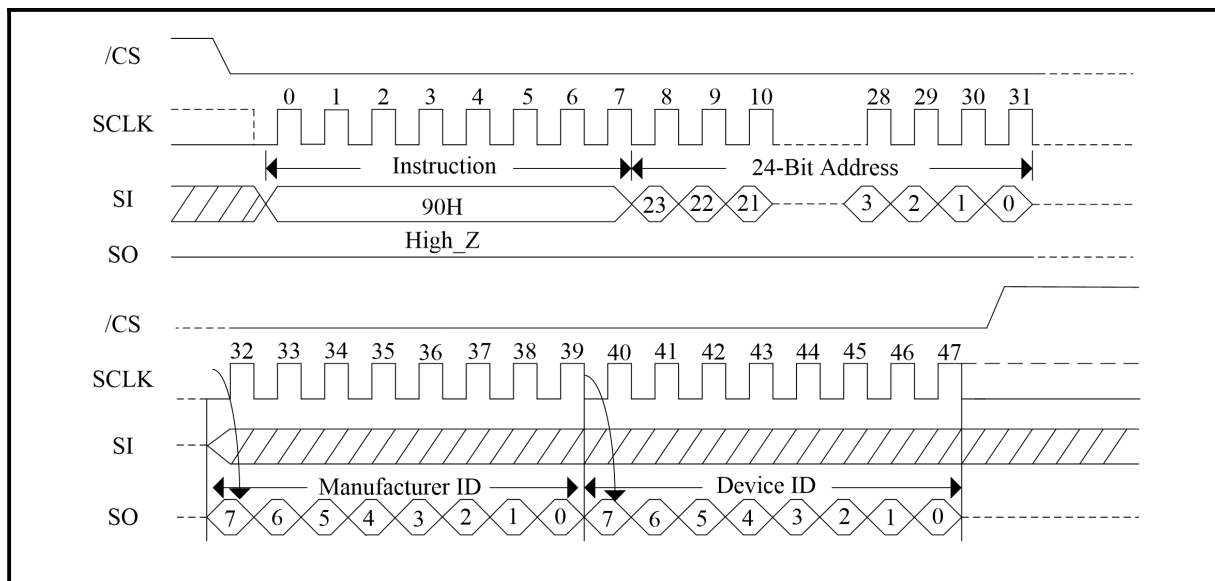 /CS
0 1 2 3 4 5 6 7 8 9 10 28 29 30 31
SCLK
Instruction 24-Bit Address
SI 90H 23 22 21 3 2 1 0
High_Z
SO
/CS
32 33 34 35 36 37 38 39 40 41 42 43 44 45 46 47
SCLK
SI
Manufacturer ID Device ID
SO 7 6 5 4 3 2 1 0 7 6 5 4 3 2 1 0